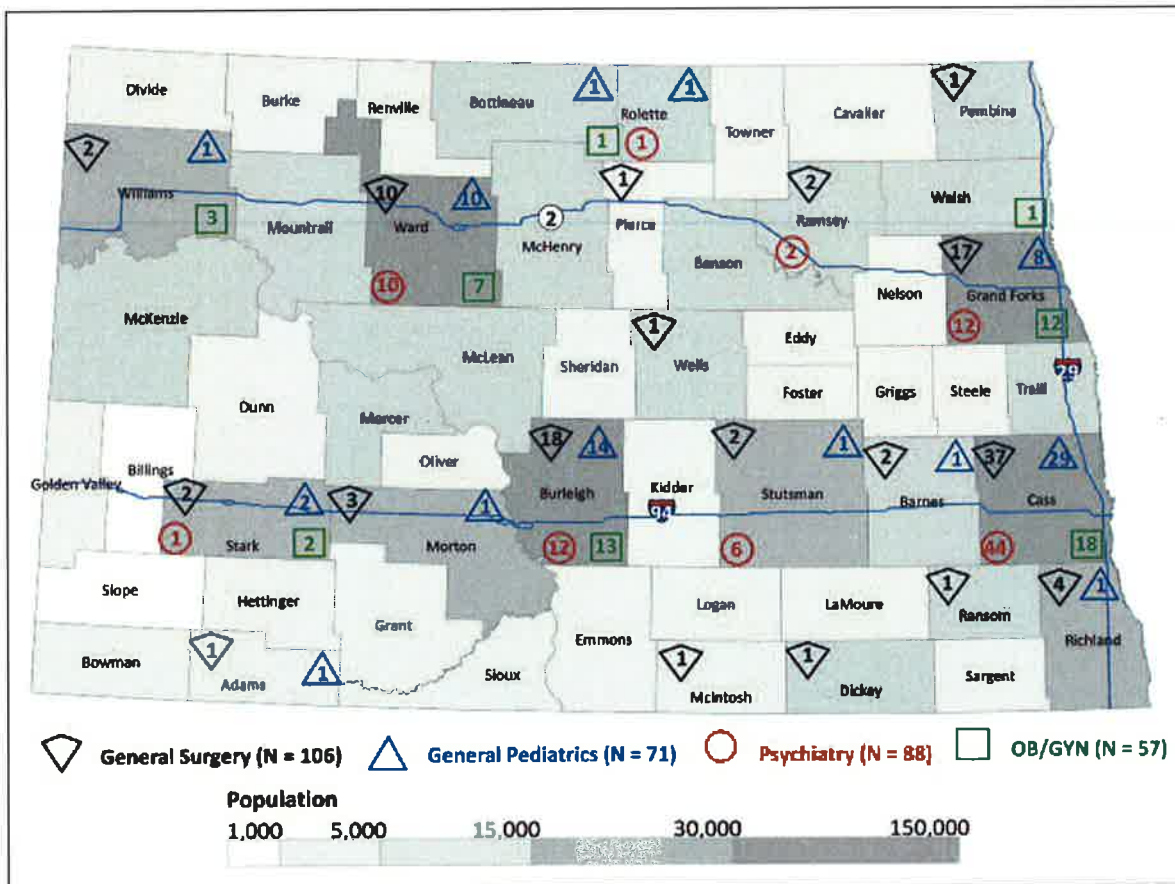 Divide
Burke
Renville
Bottineau
1
Rolette
1
Towner
Cavalier
1
Pembina
2
1
Williams
3
Mountrail
10
10
Ward
10
7
2
McHenry
1
1
1
Pierce
2
Ramsey
2
Benson
Walsh
1
17
8
Grand Forks
12
12
Nelson
McKenzie
Dunn
McLean
Mercer
Oliver
Sheridan
1
Wells
Eddy
Foster
Griggs
Steele
Traill
29
Golden Valley
Billings
2
2
1
Stark
2
3
1
Morton
18
14
Burleigh
12
13
Kidder
94
2
1
Stutsman
6
2
1
Barnes
37
29
Cass
44
18
Slope
Hettinger
Grant
Bowman
1
Adams
1
Sioux
Emmons
Logan
LaMoure
1
Ransom
4
1
Richland
1
McIntosh
1
Dickey
Sargent
General Surgery (N = 106)
General Pediatrics (N = 71)
Psychiatry (N = 88)
OB/GYN (N = 57)
Population
1,000 5,000 15,000 30,000 150,000